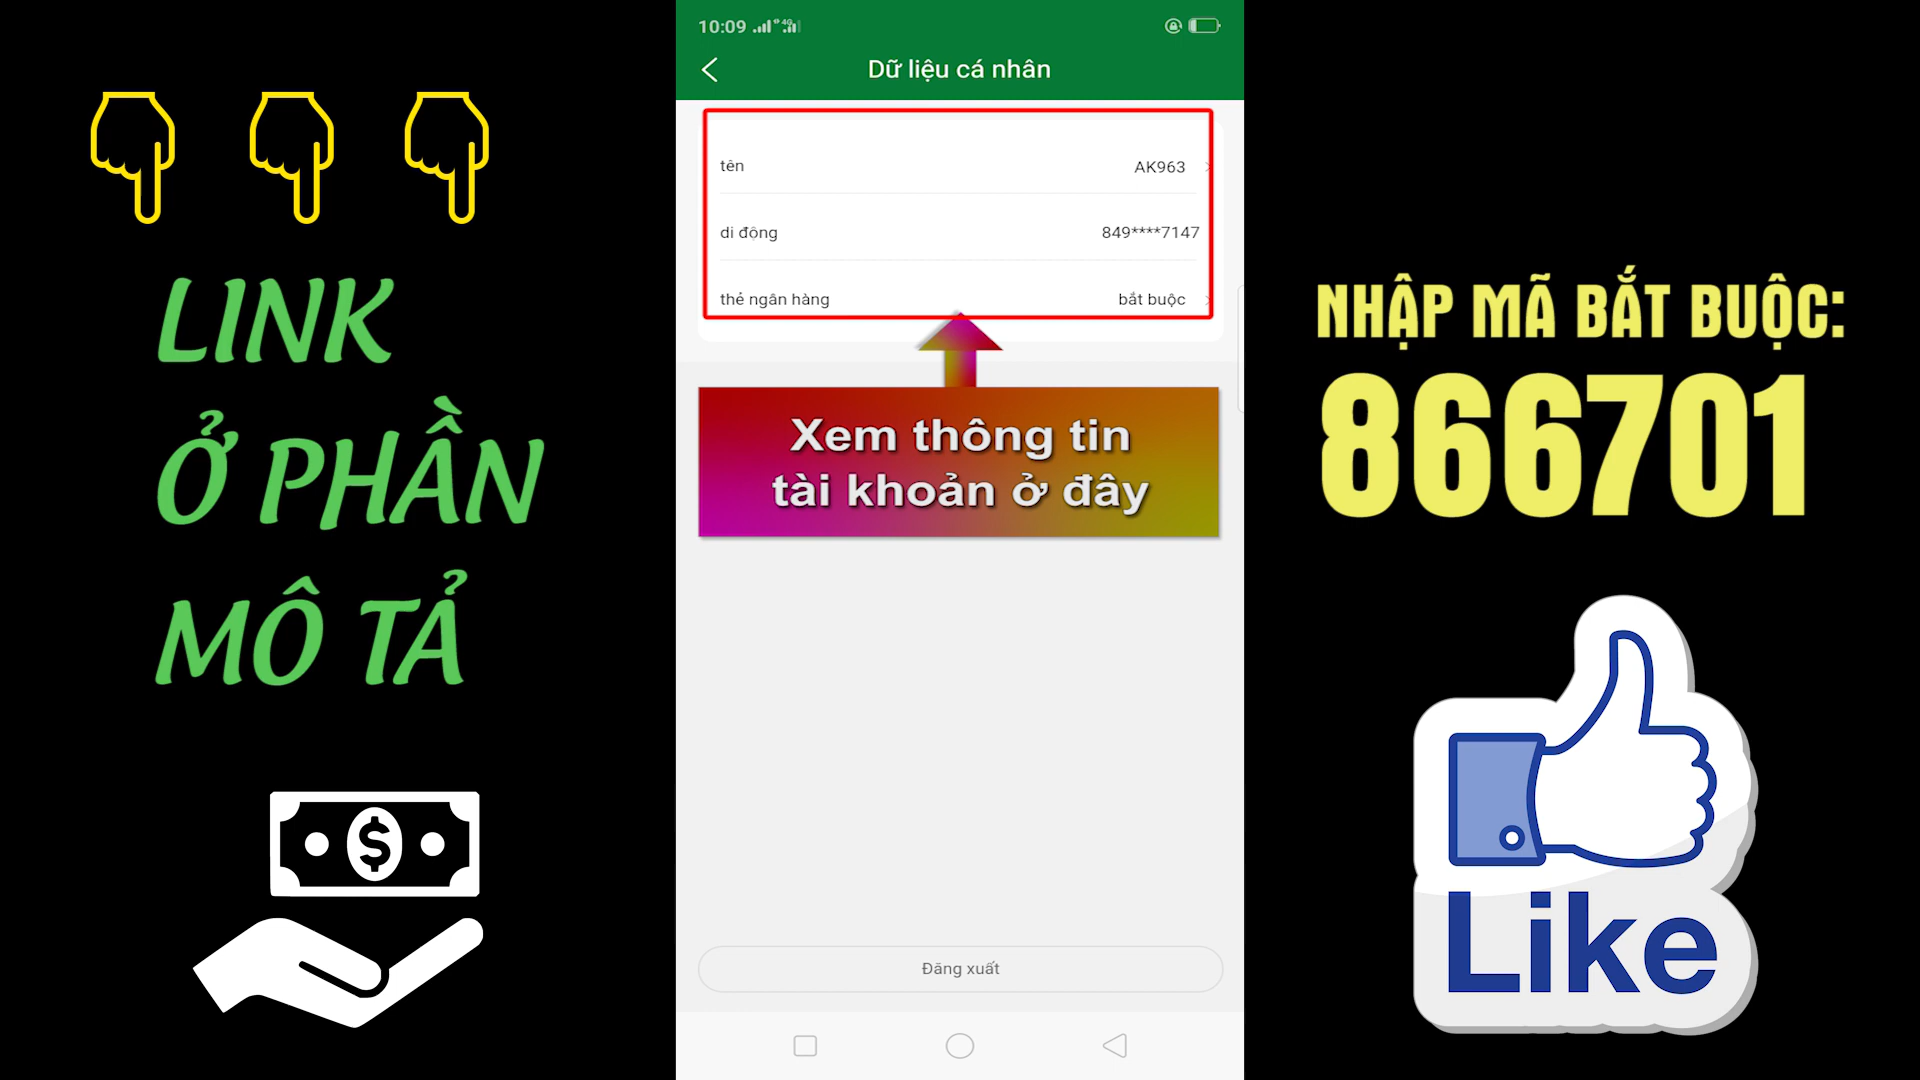 10:09
4G
Dữ liệu cá nhân
tên AK963
di động 849****7147
thẻ ngân hàng bắt buộc
Xem thông tin
tài khoản ở đây
Đăng xuất
LINK
Ở PHẦN
MÔ TẢ
$
NHẬP MÃ BẮT BUỘC:
866701
Like